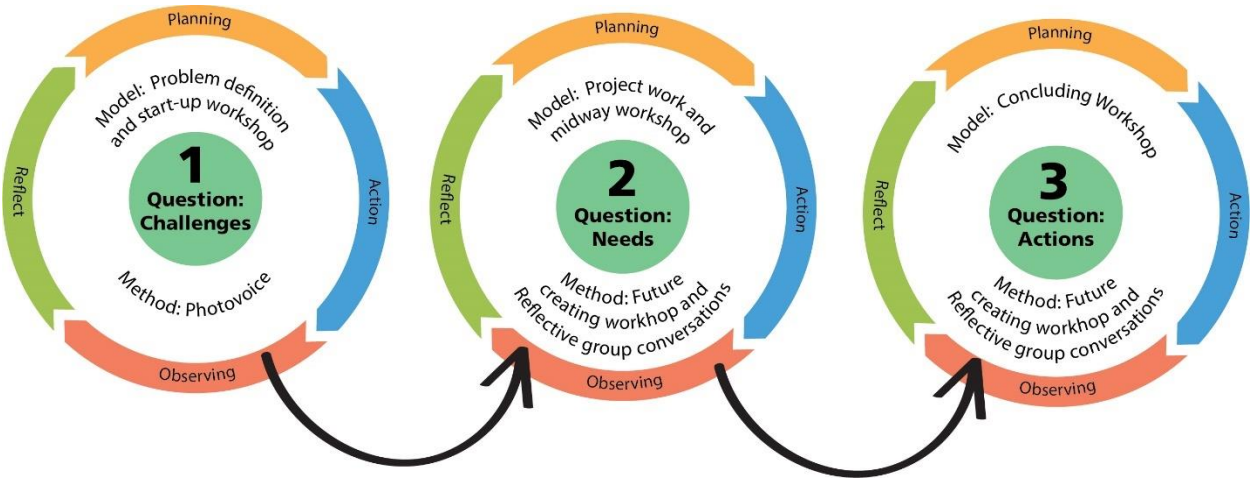 Planning
Model: Problem definition
and start-up workshop
Reflect
1
Question:
Challenges
Action
Method: Photovoice
Observing
Planning
Model: Project work and
midway workshop
Reflect
2
Question:
Needs
Action
Method: Future
creating workhop and
Reflective group conversations
Observing
Planning
Model: Concluding Workshop
Reflect
3
Question:
Actions
Action
Method: Future
creating workhop and
Reflective group conversations
Observing